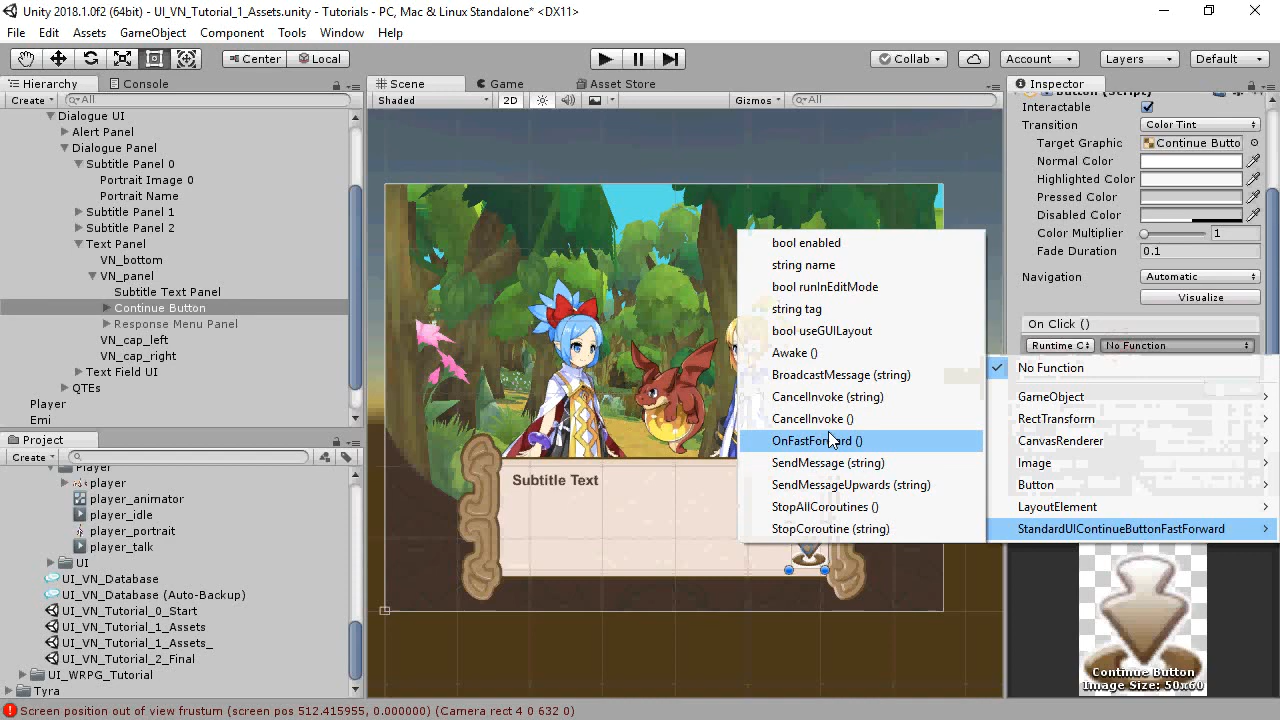 Unity 2018.1.0f2 (64bit) - UI_VN_Tutorial_1_Assets.unity - Tutorials - PC, Mac & Linux Standalone* <DX11>
File Edit Assets GameObject Component Tools Window Help
Center Local Collab Account Layers Default
Hierarchy Console
Create All
Dialogue UI
Alert Panel
Dialogue Panel
Subtitle Panel 0
Portrait Image 0
Portrait Name
Subtitle Panel 1
Subtitle Panel 2
Text Panel
VN_bottom
VN_panel
Subtitle Text Panel
Continue Button
Response Menu Panel
VN_cap_left
VN_cap_right
Text Field UI
QTEs
Player
Emi
Project
Create
Player
player
player_animator
player_idle
player_portrait
player_talk
UI
UI_VN_Database
UI_VN_Database (Auto-Backup)
UI_VN_Tutorial_0_Start
UI_VN_Tutorial_1_Assets
UI_VN_Tutorial_1_Assets_
UI_VN_Tutorial_2_Final
UI_WRPG_Tutorial
Tyra
Scene Game Asset Store
Shaded 2D Gizmos All
Subtitle Text
bool enabled
string name
bool runInEditMode
string tag
bool useGUILayout
Awake ()
BroadcastMessage (string)
CancelInvoke (string)
CancelInvoke ()
OnFastForward ()
SendMessage (string)
SendMessageUpwards (string)
StopAllCoroutines ()
StopCoroutine (string)
Inspector
Button (Script)
Interactable
Transition Color Tint
Target Graphic Continue Butto
Normal Color
Highlighted Color
Pressed Color
Disabled Color
Color Multiplier 1
Fade Duration 0.1
Navigation Automatic
Visualize
On Click ()
Runtime C No Function
No Function
GameObject
RectTransform
CanvasRenderer
Image
Button
LayoutElement
StandardUIContinueButtonFastForward
Continue Button
Image Size: 50x60
Screen position out of view frustum (screen pos 512.415955, 0.000000) (Camera rect 4 0 632 0)